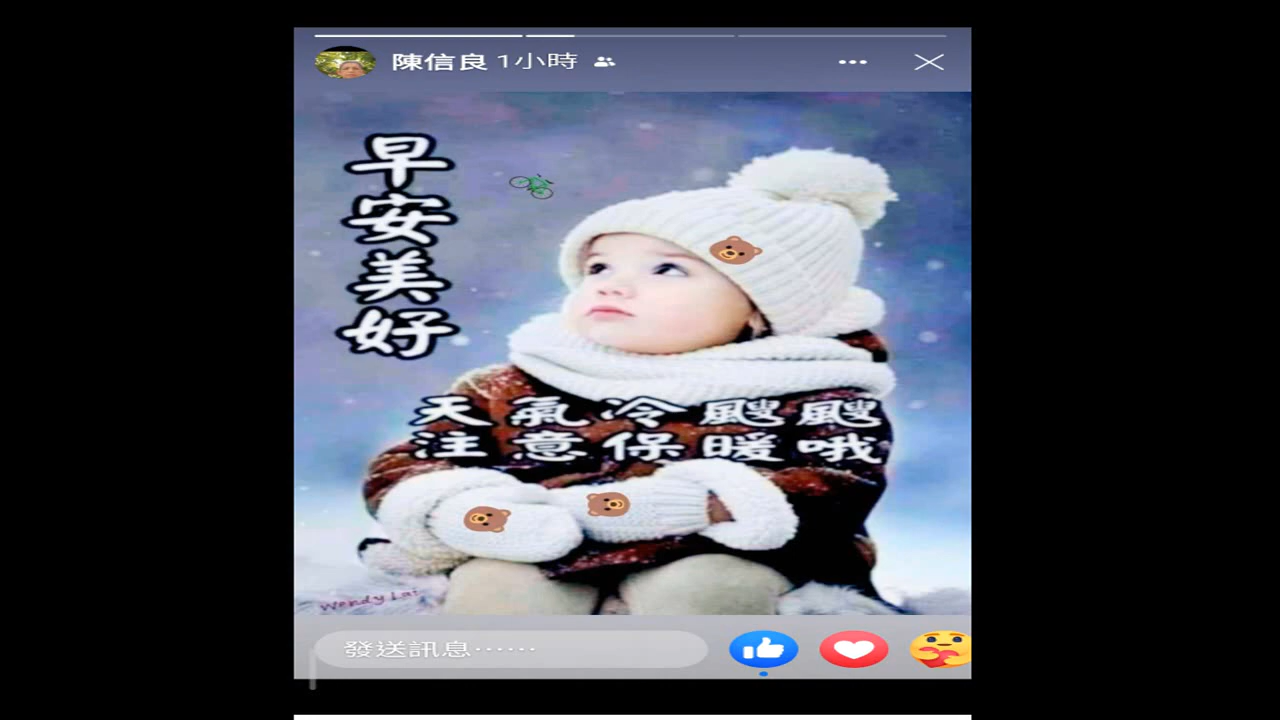 陳信良 1小時
早安美好
天氣冷颼颼
注意保暖哦
Wendy Lai
發送訊息……